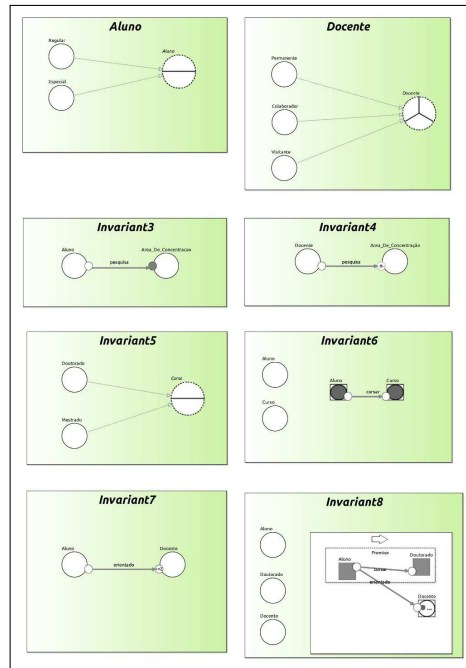 Aluno
Regular
Aluno
Especial
Docente
Permanente
Docente
Colaborador
Visitante
Invariant3
Aluno
Area_De_Concentracao
pesquisa
Invariant4
Docente
Area_De_Concentração
pesquisa
Invariant5
Doutorado
Curso
Mestrado
Invariant6
Aluno
Aluno
Curso
cursar
Curso
Invariant7
Aluno
Docente
orientado
Invariant8
Aluno
Premise
Aluno
Doutorado
cursar
orientado
Doutorado
Docente
...
Docente